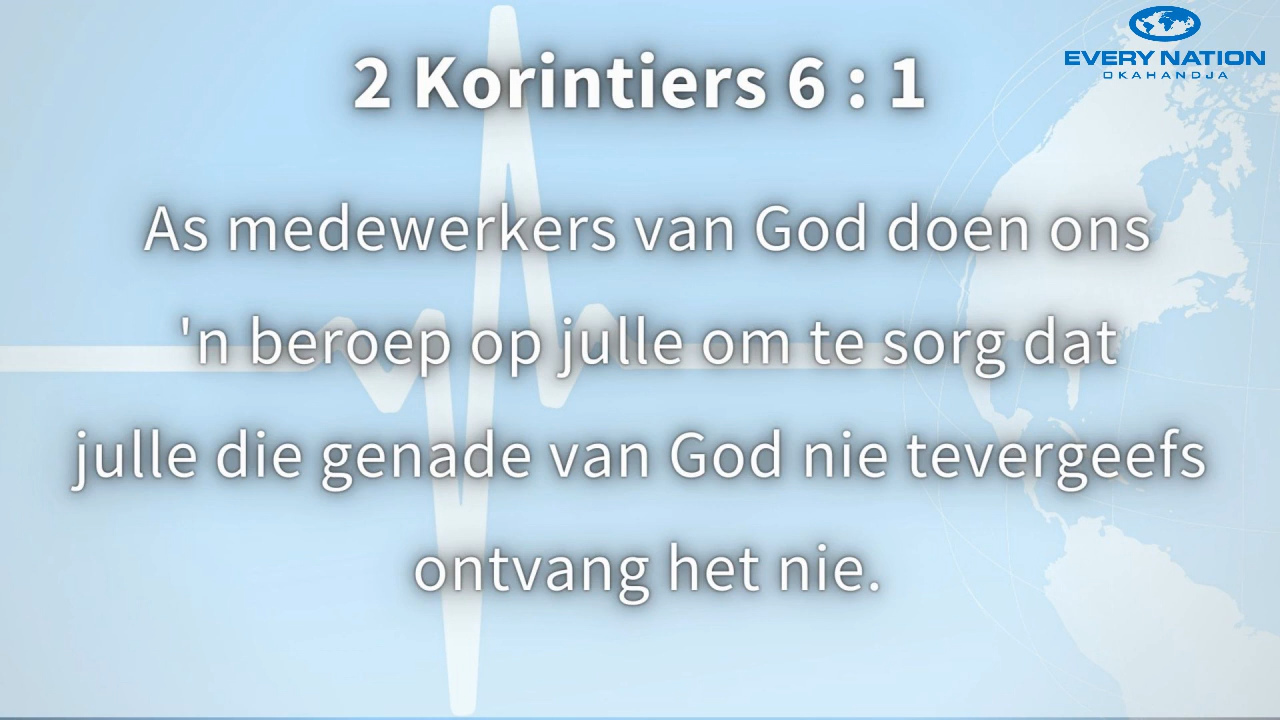 EVERY NATION
OKAHANDJA
2 Korintiers 6 : 1
As medewerkers van God doen ons
'n beroep op julle om te sorg dat
julle die genade van God nie tevergeefs
ontvang het nie.